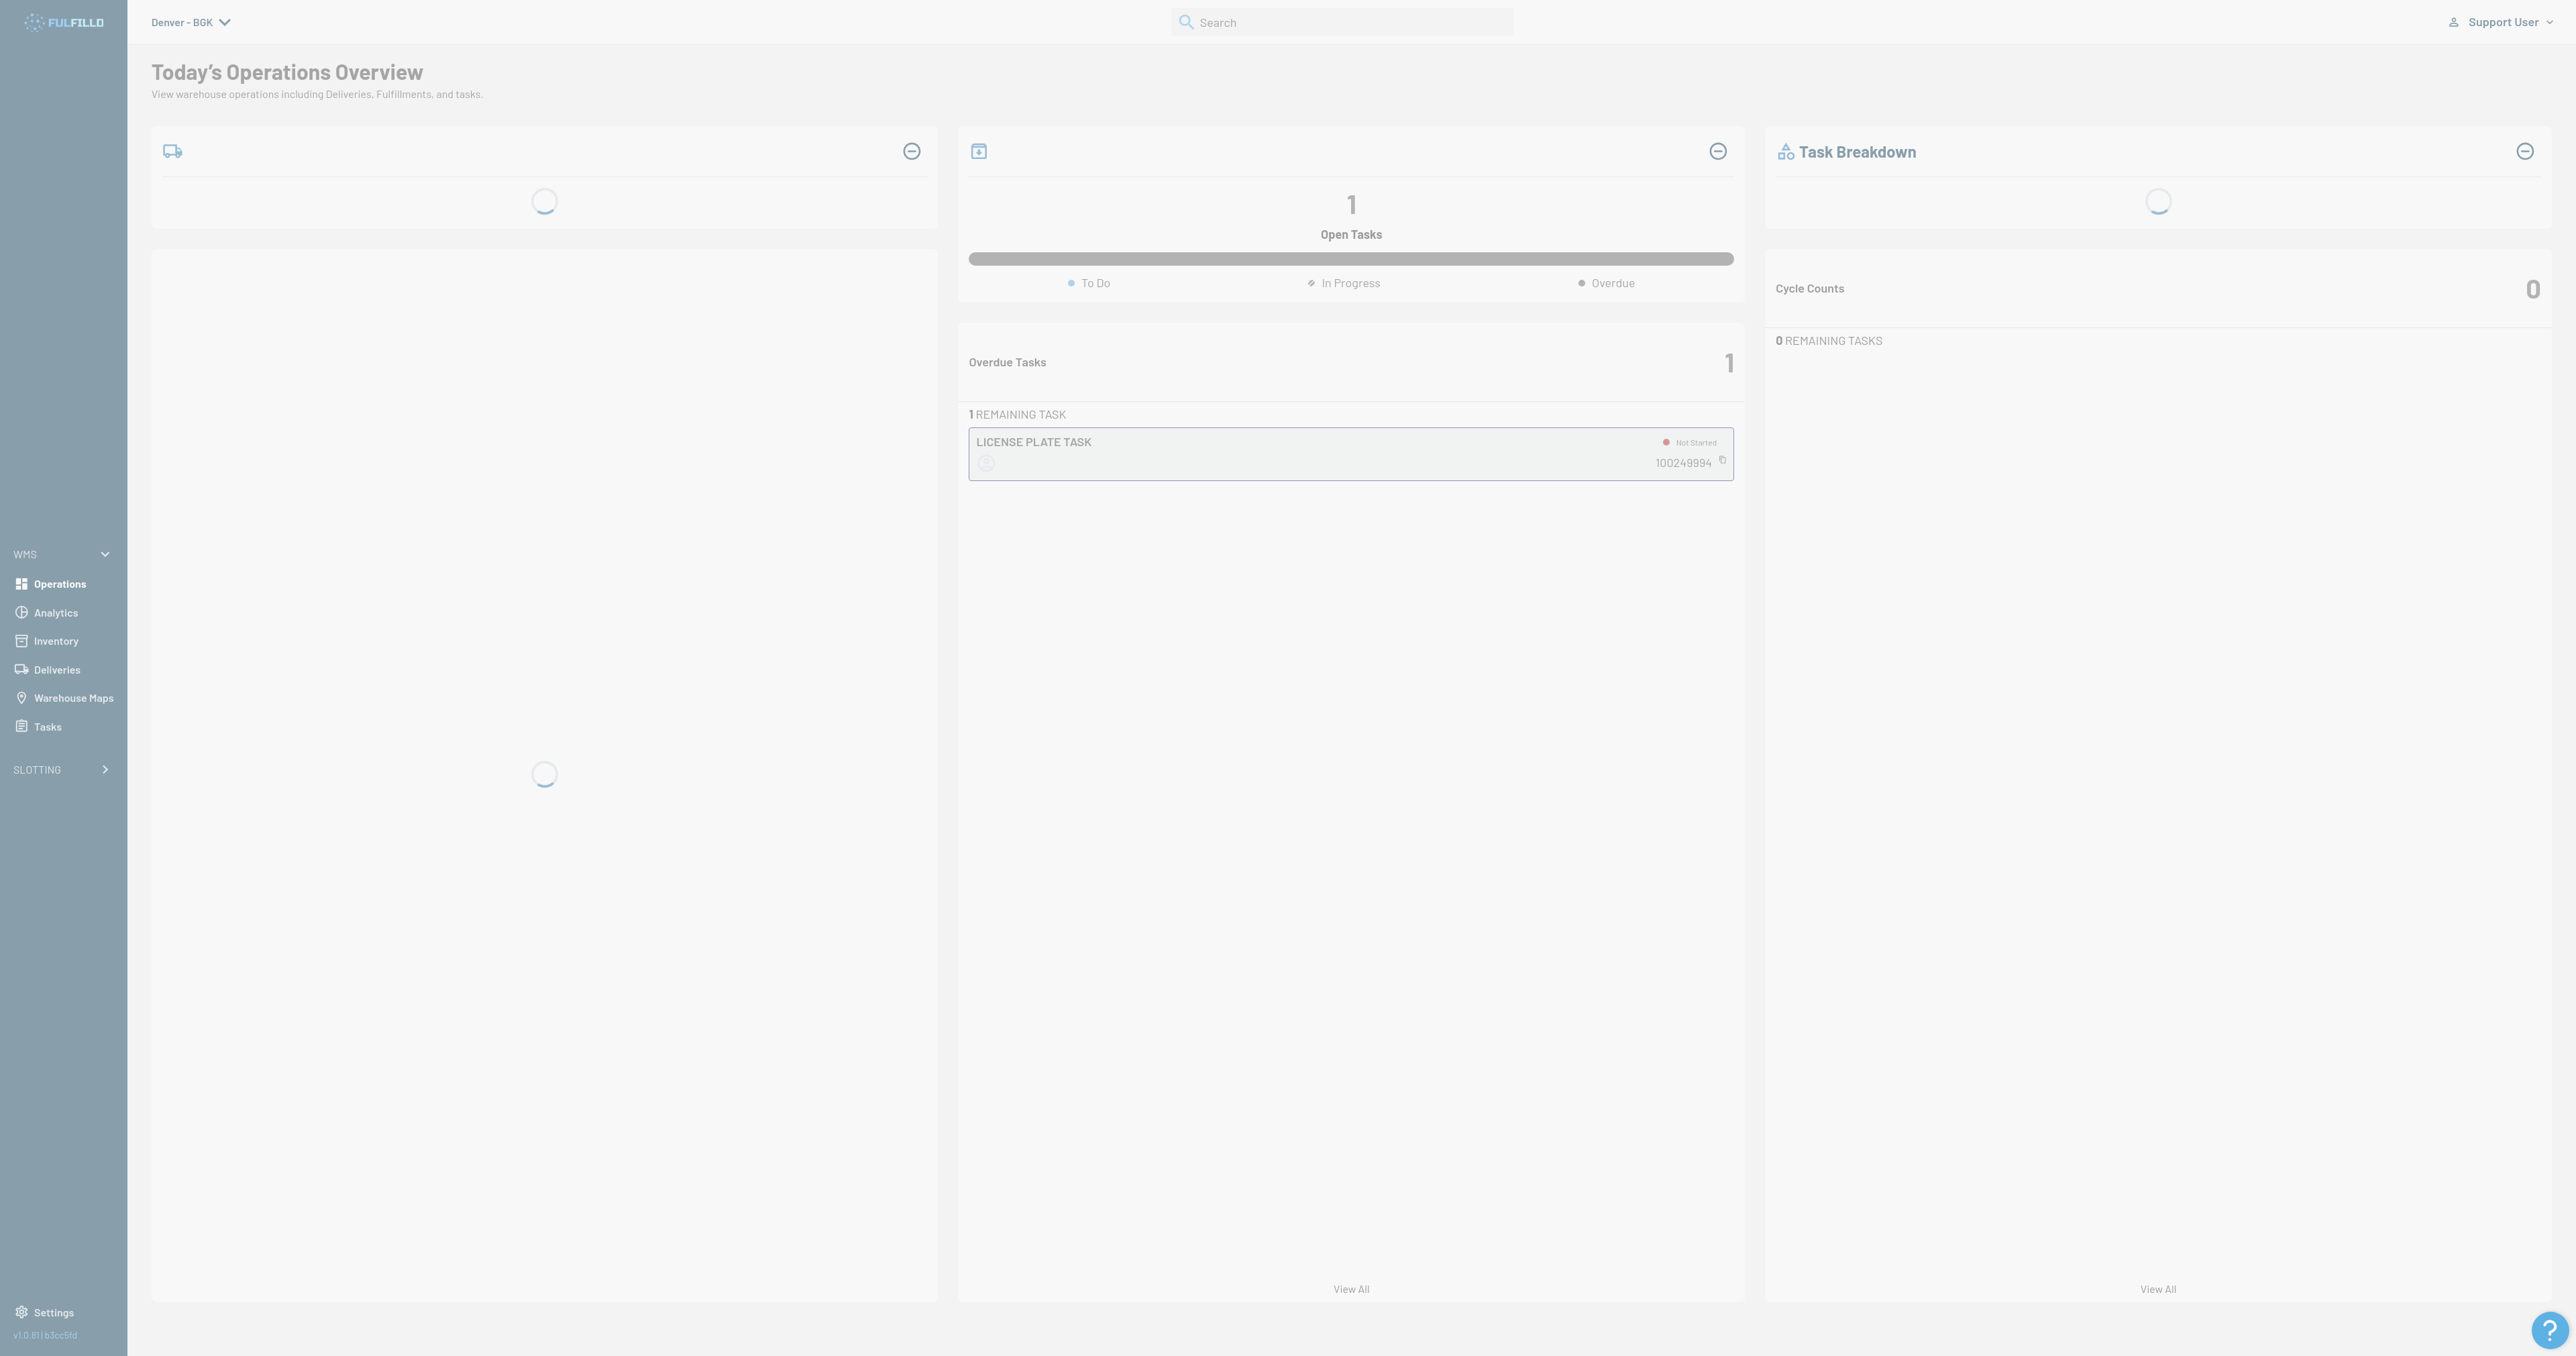 FULFILLD
Denver - BGK
Search
Support User
Today's Operations Overview
View warehouse operations including Deliveries, Fulfillments, and tasks.
Task Breakdown
1
Open Tasks
To Do
In Progress
Overdue
Overdue Tasks
1
1 REMAINING TASK
LICENSE PLATE TASK
Not Started
100249994
View All
Cycle Counts
0
0 REMAINING TASKS
View All
WMS
Operations
Analytics
Inventory
Deliveries
Warehouse Maps
Tasks
SLOTTING
Settings
v1.0.811 b3cc5fd